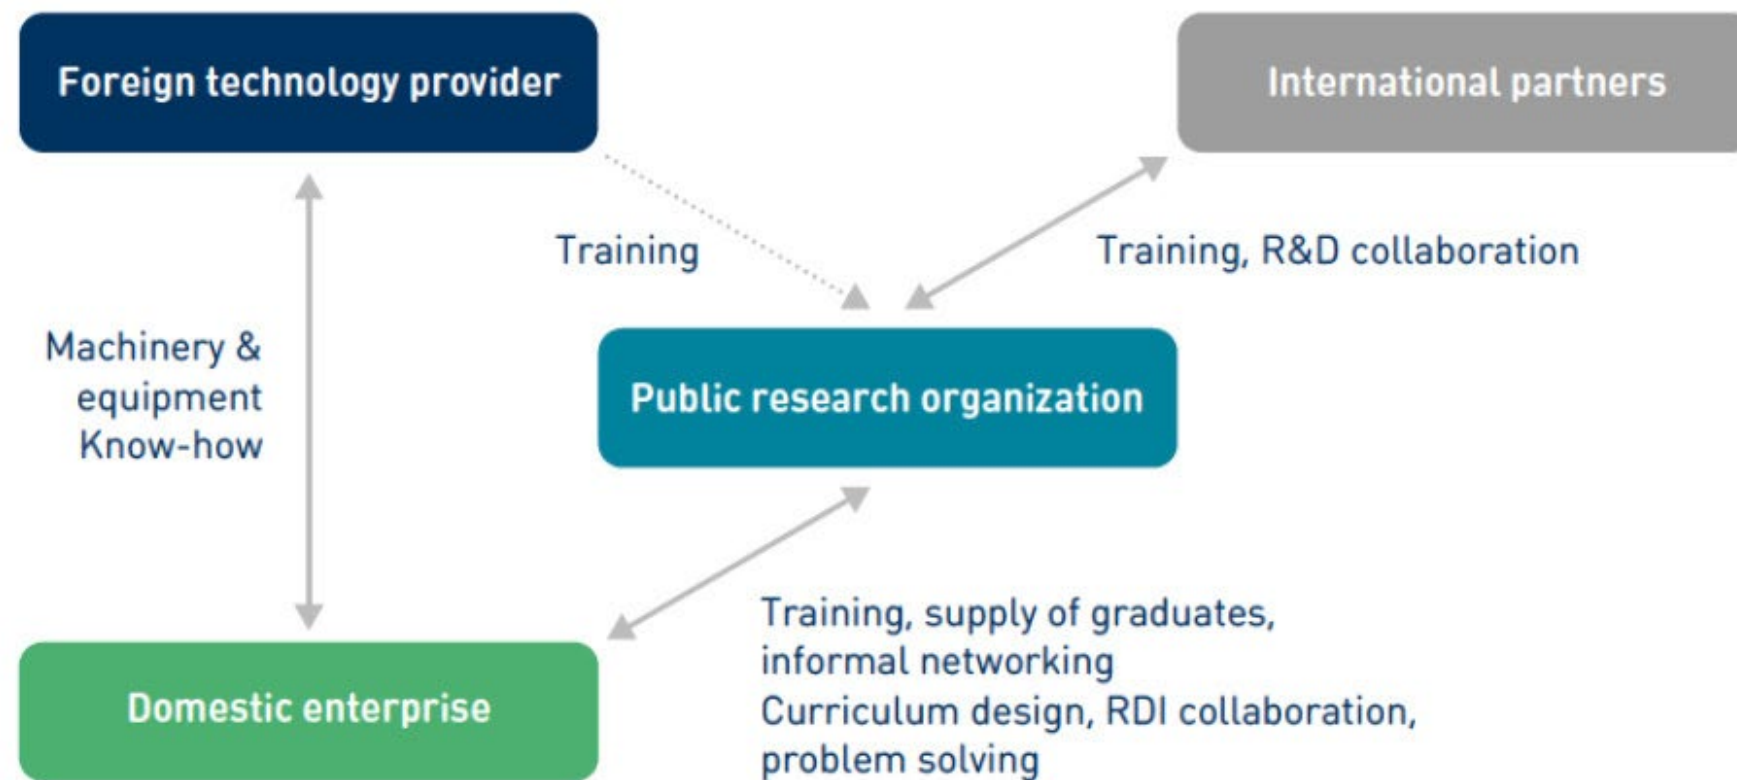 Foreign technology provider
International partners
Training
Training, R&D collaboration
Machinery &
equipment
Know-how
Public research organization
Training, supply of graduates,
informal networking
Curriculum design, RDI collaboration,
problem solving
Domestic enterprise